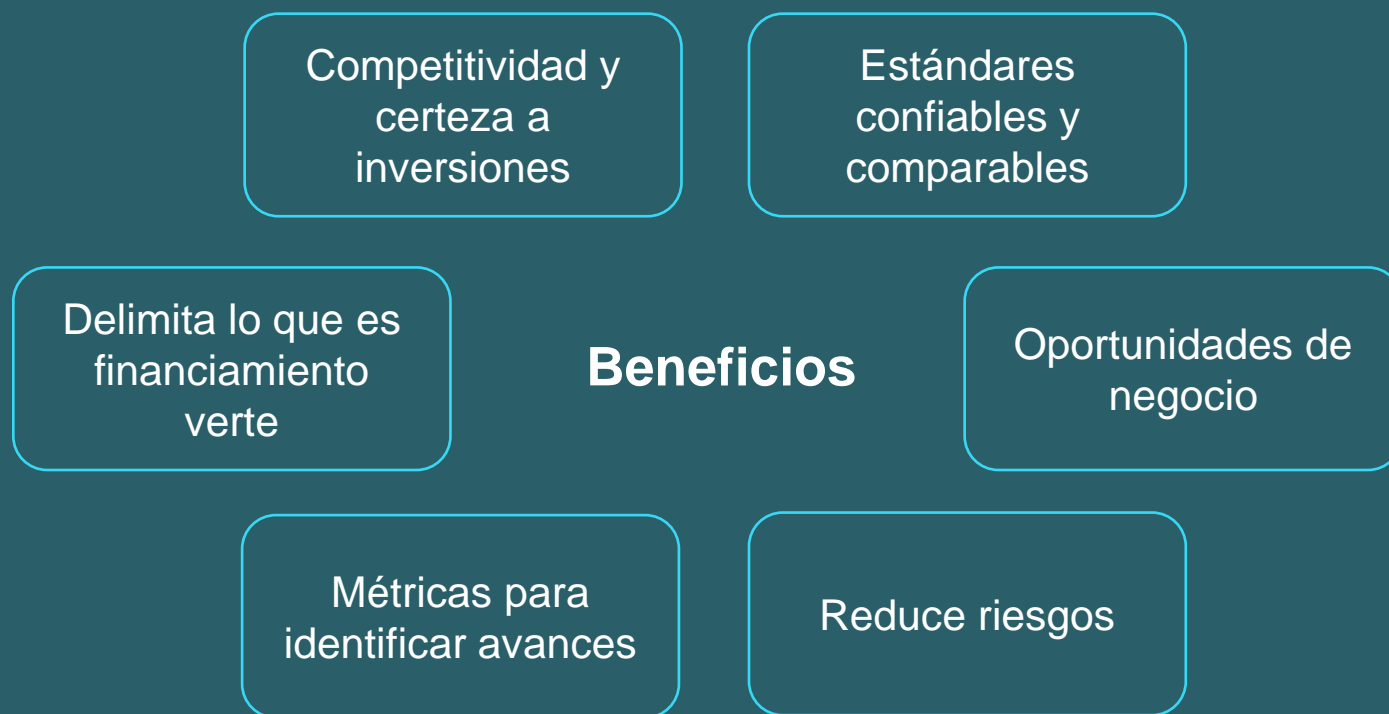 Competitividad y
certeza a
inversiones
Estándares
confiables y
comparables
Delimita lo que es
financiamiento
verte
Beneficios
Oportunidades de
negocio
Métricas para
identificar avances
Reduce riesgos